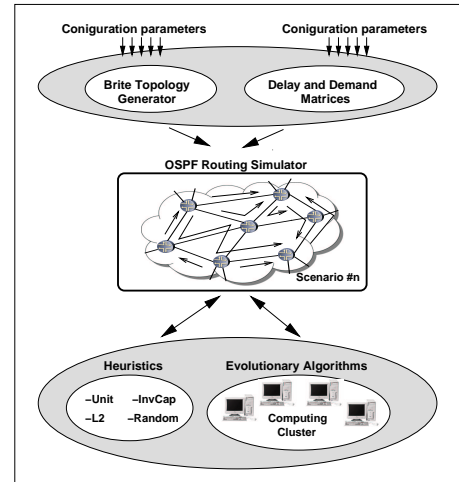 Coniguration parameters
Coniguration parameters
Brite Topology
Generator
Delay and Demand
Matrices
OSPF Routing Simulator
Scenario #n
Heuristics
Evolutionary Algorithms
–Unit –InvCap
–L2 –Random
Computing
Cluster